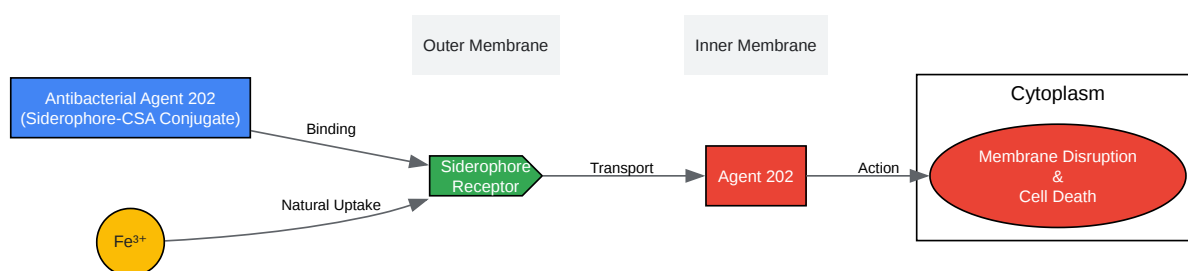 Outer Membrane
Inner Membrane
Antibacterial Agent 202
(Siderophore-CSA Conjugate)
Binding
Siderophore
Receptor
Natural Uptake
Fe³⁺
Transport
Agent 202
Action
Cytoplasm
Membrane Disruption
&
Cell Death